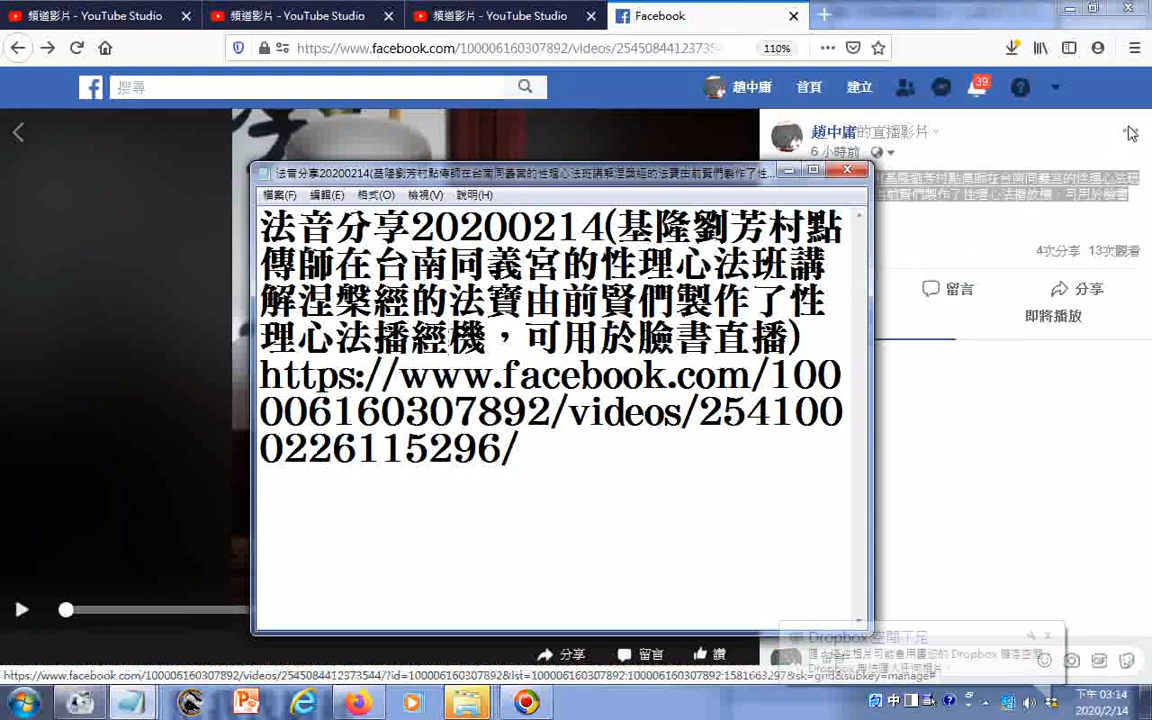 頻道影片 - YouTube Studio
頻道影片 - YouTube Studio
頻道影片 - YouTube Studio
Facebook
https://www.facebook.com/100006160307892/videos/2545084412373544
110%
搜尋
趙中庸
首頁
建立
39
趙中庸的直播影片。
6 小時前
4次分享 13次觀看
留言
分享
即將播放
法音分享20200214(基隆劉芳村點傳師在台南同義宮的性理心法班講解涅槃經的法寶由前賢們製作了性...
檔案(F)
編輯(E)
格式(O)
檢視(V)
說明(H)
法音分享20200214(基隆劉芳村點
傳師在台南同義宮的性理心法班講
解涅槃經的法寶由前賢們製作了性
理心法播經機，可用於臉書直播)
https://www.facebook.com/100
006160307892/videos/254100
0226115296/
分享
留言
讚
Dropbox 空間不足
https://www.facebook.com/100006160307892/videos/2545084412373544/?id=100006160307892&lst=100006160307892:100006160307892:1581663297&sk=grid&subkey=manage#
中
下午 03:14
2020/2/14